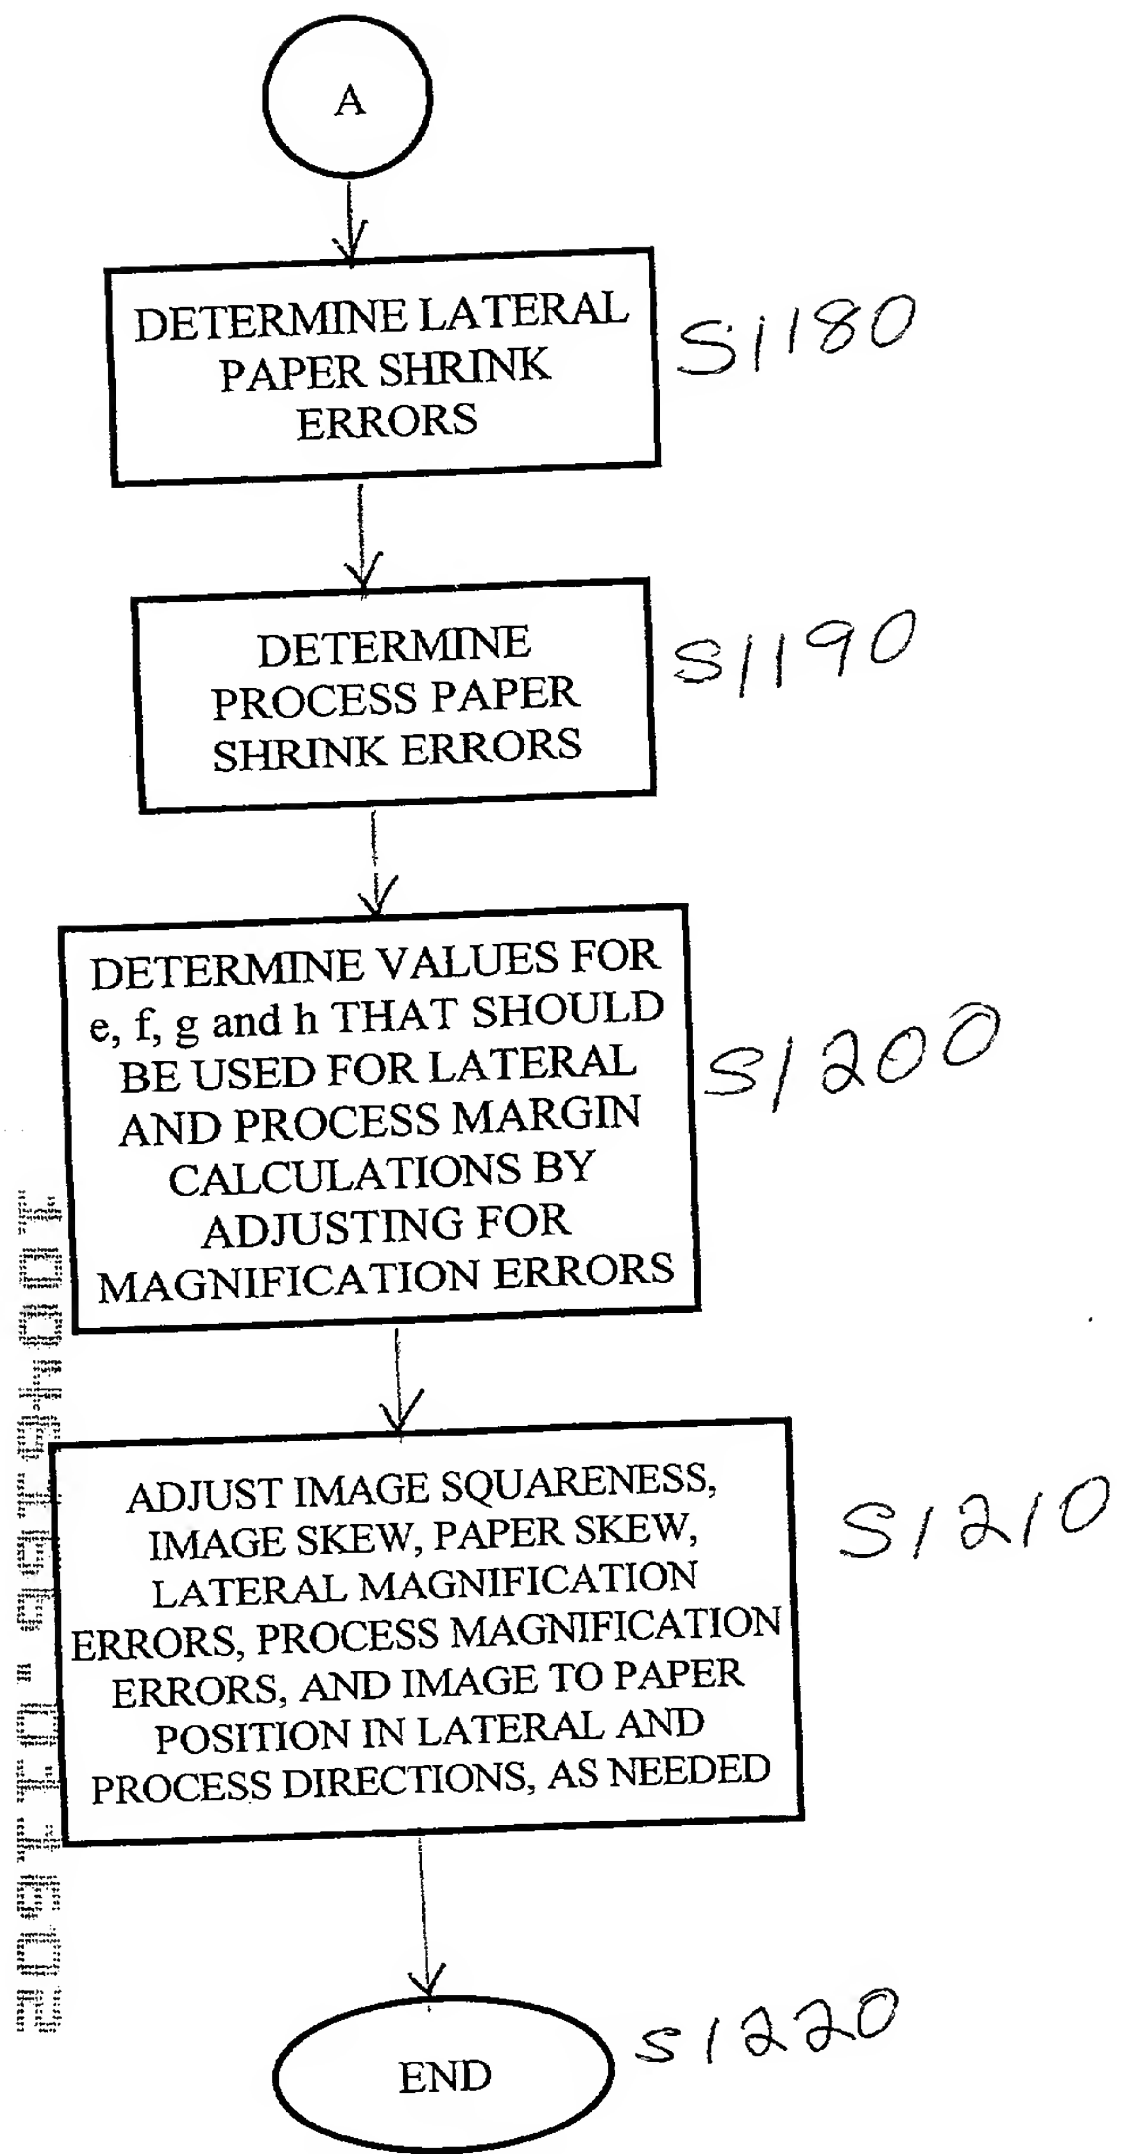 A
DETERMINE LATERAL
PAPER SHRINK
ERRORS
S1180
DETERMINE
PROCESS PAPER
SHRINK ERRORS
S1190
DETERMINE VALUES FOR
e, f, g and h THAT SHOULD
BE USED FOR LATERAL
AND PROCESS MARGIN
CALCULATIONS BY
ADJUSTING FOR
MAGNIFICATION ERRORS
S1200
ADJUST IMAGE SQUARENESS,
IMAGE SKEW, PAPER SKEW,
LATERAL MAGNIFICATION
ERRORS, PROCESS MAGNIFICATION
ERRORS, AND IMAGE TO PAPER
POSITION IN LATERAL AND
PROCESS DIRECTIONS, AS NEEDED
S1210
END
S1220